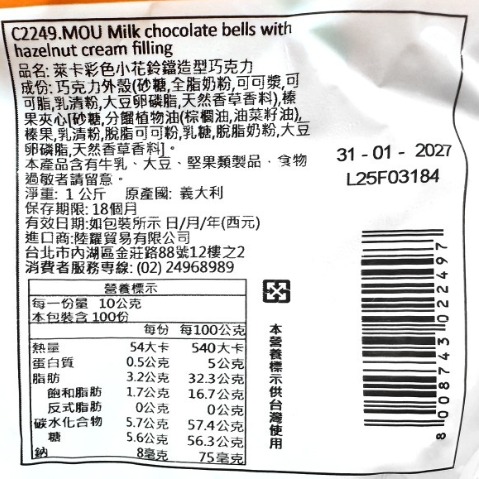 C2249.MOU Milk chocolate bells with
hazelnut cream filling
品名: 萊卡彩色小花鈴鐺造型巧克力
成份: 巧克力外殼(砂糖,全脂奶粉,可可漿,可
可脂,乳清粉,大豆卵磷脂,天然香草香料),榛
果夾心[砂糖,分餾植物油(棕櫚油,油菜籽油),
榛果,乳清粉,脫脂可可粉,乳糖,脫脂奶粉,大豆
卵磷脂,天然香草香料]。
本產品含有牛乳、大豆、堅果類製品,食物
過敏者請留意。
淨重: 1 公斤 原產國: 義大利
保存期限: 18個月
有效日期:如包裝所示 日/月/年(西元)
進口商:陸羅貿易有限公司
台北市內湖區金莊路88號12樓之2
消費者服務專線: (02) 24968989
31-01-2027
L25F03184
營養標示
每一份量 10公克
本包裝含 100份
每份 每100公克
熱量 54大卡 540大卡
蛋白質 0.5公克 5公克
脂肪 3.2公克 32.3公克
飽和脂肪 1.7公克 16.7公克
反式脂肪 0公克 0公克
碳水化合物 5.7公克 57.4公克
糖 5.6公克 56.3公克
鈉 8毫克 75毫克
本營養標示供台灣使用
8 008743 022497